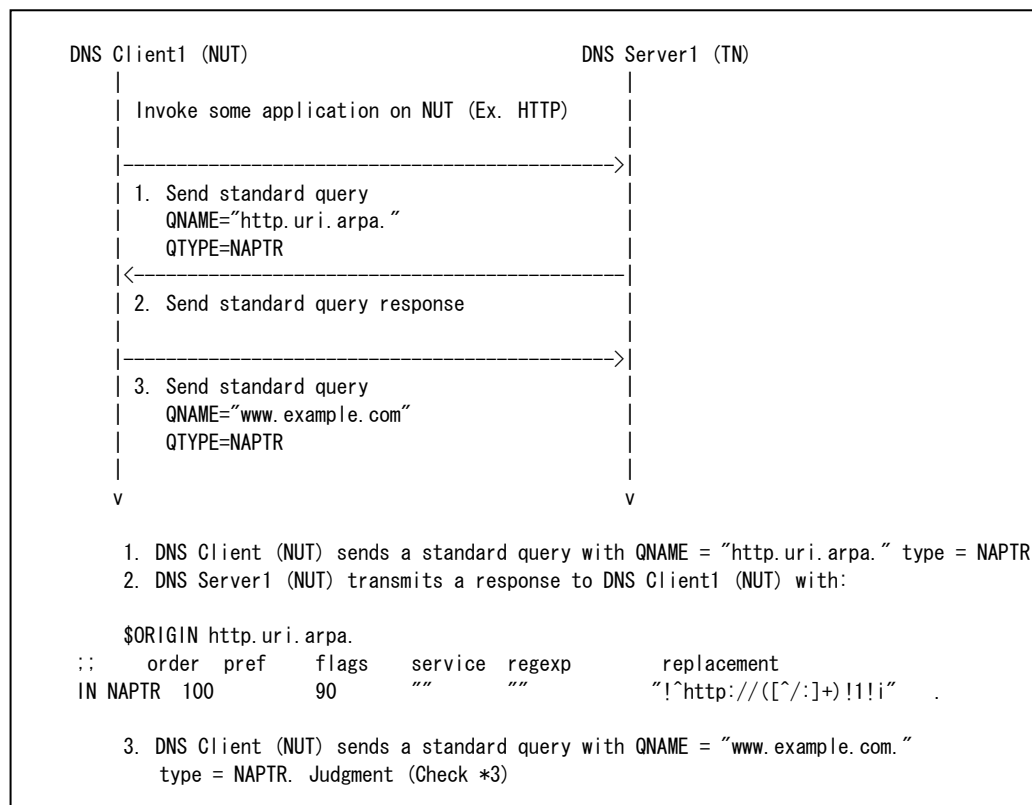 DNS Client1 (NUT) DNS Server1 (TN)
Invoke some application on NUT (Ex. HTTP)
1. Send standard query
QNAME="http.uri.arpa."
QTYPE=NAPTR
2. Send standard query response
3. Send standard query
QNAME="www.example.com"
QTYPE=NAPTR
v v
1. DNS Client (NUT) sends a standard query with QNAME = "http.uri.arpa." type = NAPTR
2. DNS Server1 (NUT) transmits a response to DNS Client1 (NUT) with:
$ORIGIN http.uri.arpa.
;; order pref flags service regexp replacement
IN NAPTR 100 90 "" "" "!^http://([^/:]+)!1!i" .
3. DNS Client (NUT) sends a standard query with QNAME = "www.example.com."
type = NAPTR. Judgment (Check *3)